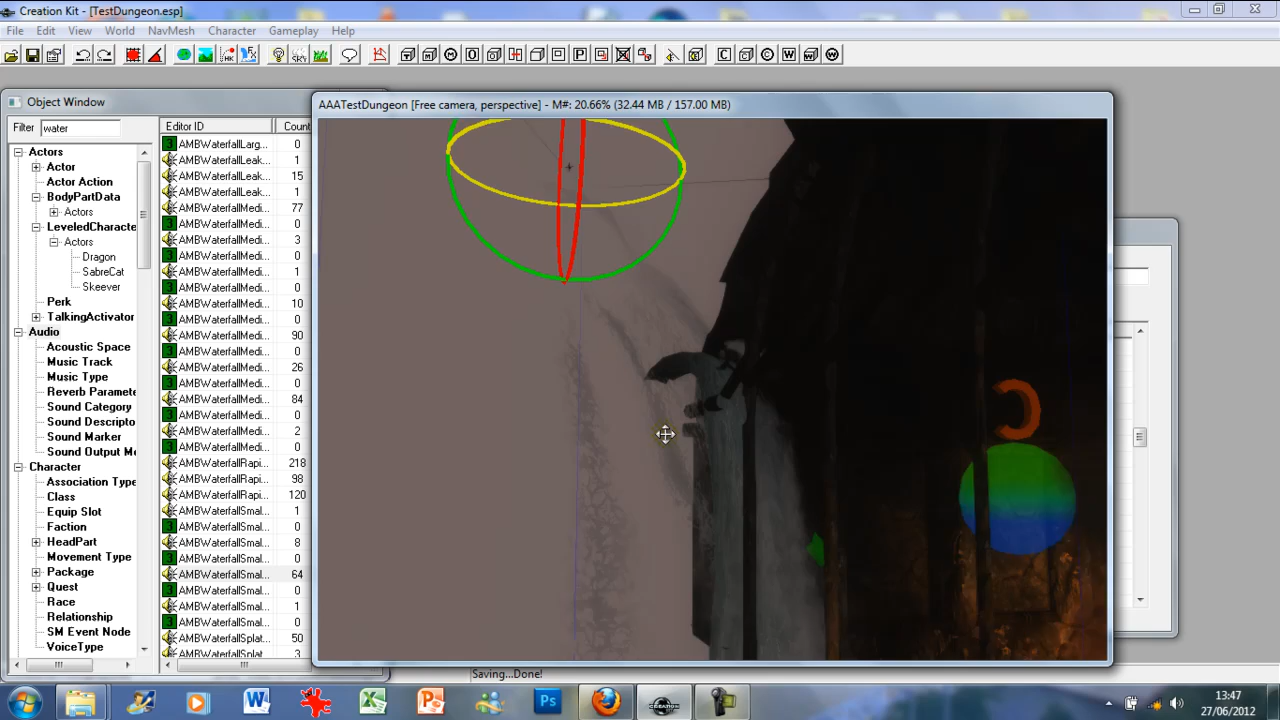 Creation Kit - [TestDungeon.esp]
File Edit View World NavMesh Character Gameplay Help
Object Window
AAATestDungeon [Free camera, perspective] - M#: 20.66% (32.44 MB / 157.00 MB)
Filter water
Editor ID Count
Actors
Actor
Actor Action
BodyPartData
Actors
LeveledCharacte
Actors
Dragon
SabreCat
Skeever
Perk
TalkingActivator
Audio
Acoustic Space
Music Track
Music Type
Reverb Paramete
Sound Category
Sound Descripto
Sound Marker
Sound Output Mo
Character
Association Type
Class
Equip Slot
Faction
HeadPart
Movement Type
Package
Quest
Race
Relationship
SM Event Node
VoiceType
AMBWaterfallLarg... 0
AMBWaterfallLeak... 1
AMBWaterfallLeak... 15
AMBWaterfallLeak... 1
AMBWaterfallMedi... 77
AMBWaterfallMedi... 0
AMBWaterfallMedi... 3
AMBWaterfallMedi... 0
AMBWaterfallMedi... 1
AMBWaterfallMedi... 0
AMBWaterfallMedi... 10
AMBWaterfallMedi... 0
AMBWaterfallMedi... 90
AMBWaterfallMedi... 0
AMBWaterfallMedi... 26
AMBWaterfallMedi... 0
AMBWaterfallMedi... 84
AMBWaterfallMedi... 0
AMBWaterfallMedi... 2
AMBWaterfallMedi... 0
AMBWaterfallRapi... 218
AMBWaterfallRapi... 98
AMBWaterfallRapi... 120
AMBWaterfallSmal... 1
AMBWaterfallSmal... 0
AMBWaterfallSmal... 8
AMBWaterfallSmal... 0
AMBWaterfallSmal... 64
AMBWaterfallSmal... 0
AMBWaterfallSmal... 1
AMBWaterfallSmal... 0
AMBWaterfallSplat... 50
AMBWaterfallSplat... 3
Saving...Done!
13:47
27/06/2012